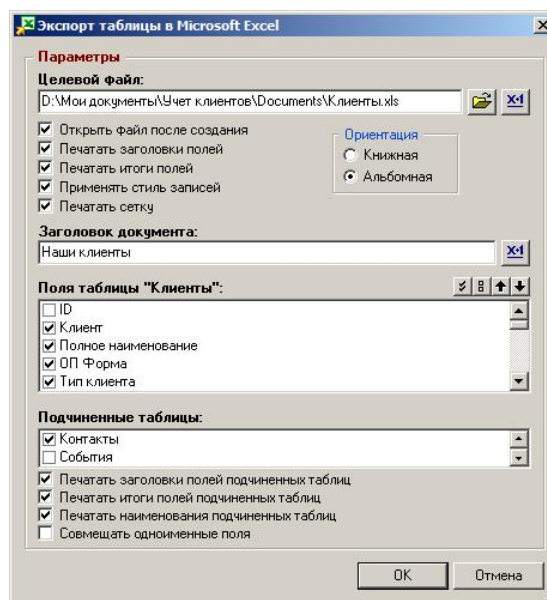 Экспорт таблицы в Microsoft Excel
Параметры
Целевой файл:
D:\Мои документы\Учет клиентов\Documents\Клиенты.xls
Открыть файл после создания
Печатать заголовки полей
Печатать итоги полей
Применять стиль записей
Печатать сетку
Ориентация
Книжная
Альбомная
Заголовок документа:
Наши клиенты
Поля таблицы "Клиенты":
ID
Клиент
Полное наименование
ОП Форма
Тип клиента
Подчиненные таблицы:
Контакты
События
Печатать заголовки полей подчиненных таблиц
Печатать итоги полей подчиненных таблиц
Печатать наименования подчиненных таблиц
Совмещать одноименные поля
OK Отмена